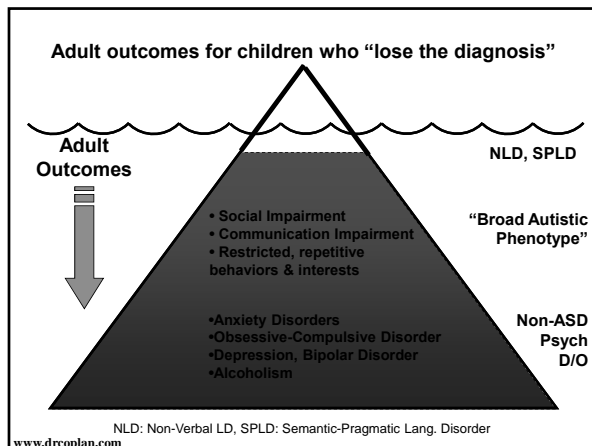 Adult outcomes for children who “lose the diagnosis”
Adult
Outcomes
NLD, SPLD
• Social Impairment
• Communication Impairment
• Restricted, repetitive
behaviors & interests
“Broad Autistic
Phenotype”
•Anxiety Disorders
•Obsessive-Compulsive Disorder
•Depression, Bipolar Disorder
•Alcoholism
Non-ASD
Psych
D/O
NLD: Non-Verbal LD, SPLD: Semantic-Pragmatic Lang. Disorder
www.drcoplan.com